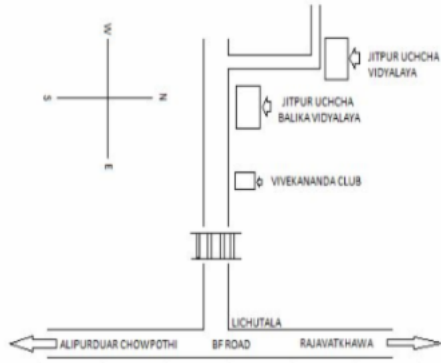 W
S
N
E
JITPUR UCHCHA
VIDYALAYA
JITPUR UCHCHA
BALIKA VIDYALAYA
VIVEKANANDA CLUB
LICHUTALA
ALIPURDUAR CHOWPOTHI
BF ROAD
RAJAVATKHAWA